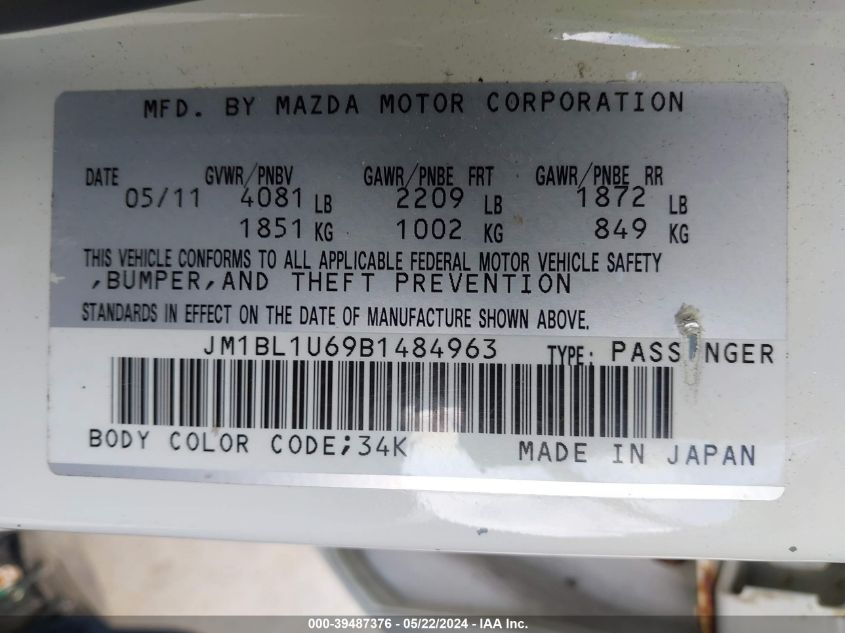 MFD. BY MAZDA MOTOR CORPORATION
DATE GVWR/PNBV GAWR/PNBE FRT GAWR/PNBE RR
05/11 4081 LB 2209 LB 1872 LB
1851 KG 1002 KG 849 KG
THIS VEHICLE CONFORMS TO ALL APPLICABLE FEDERAL MOTOR VEHICLE SAFETY
,BUMPER,AND THEFT PREVENTION
STANDARDS IN EFFECT ON THE DATE OF MANUFACTURE SHOWN ABOVE.
JM1BL1U69B1484963 TYPE: PASSENGER
BODY COLOR CODE;34K MADE IN JAPAN
000-39487376 - 05/22/2024 - IAA Inc.